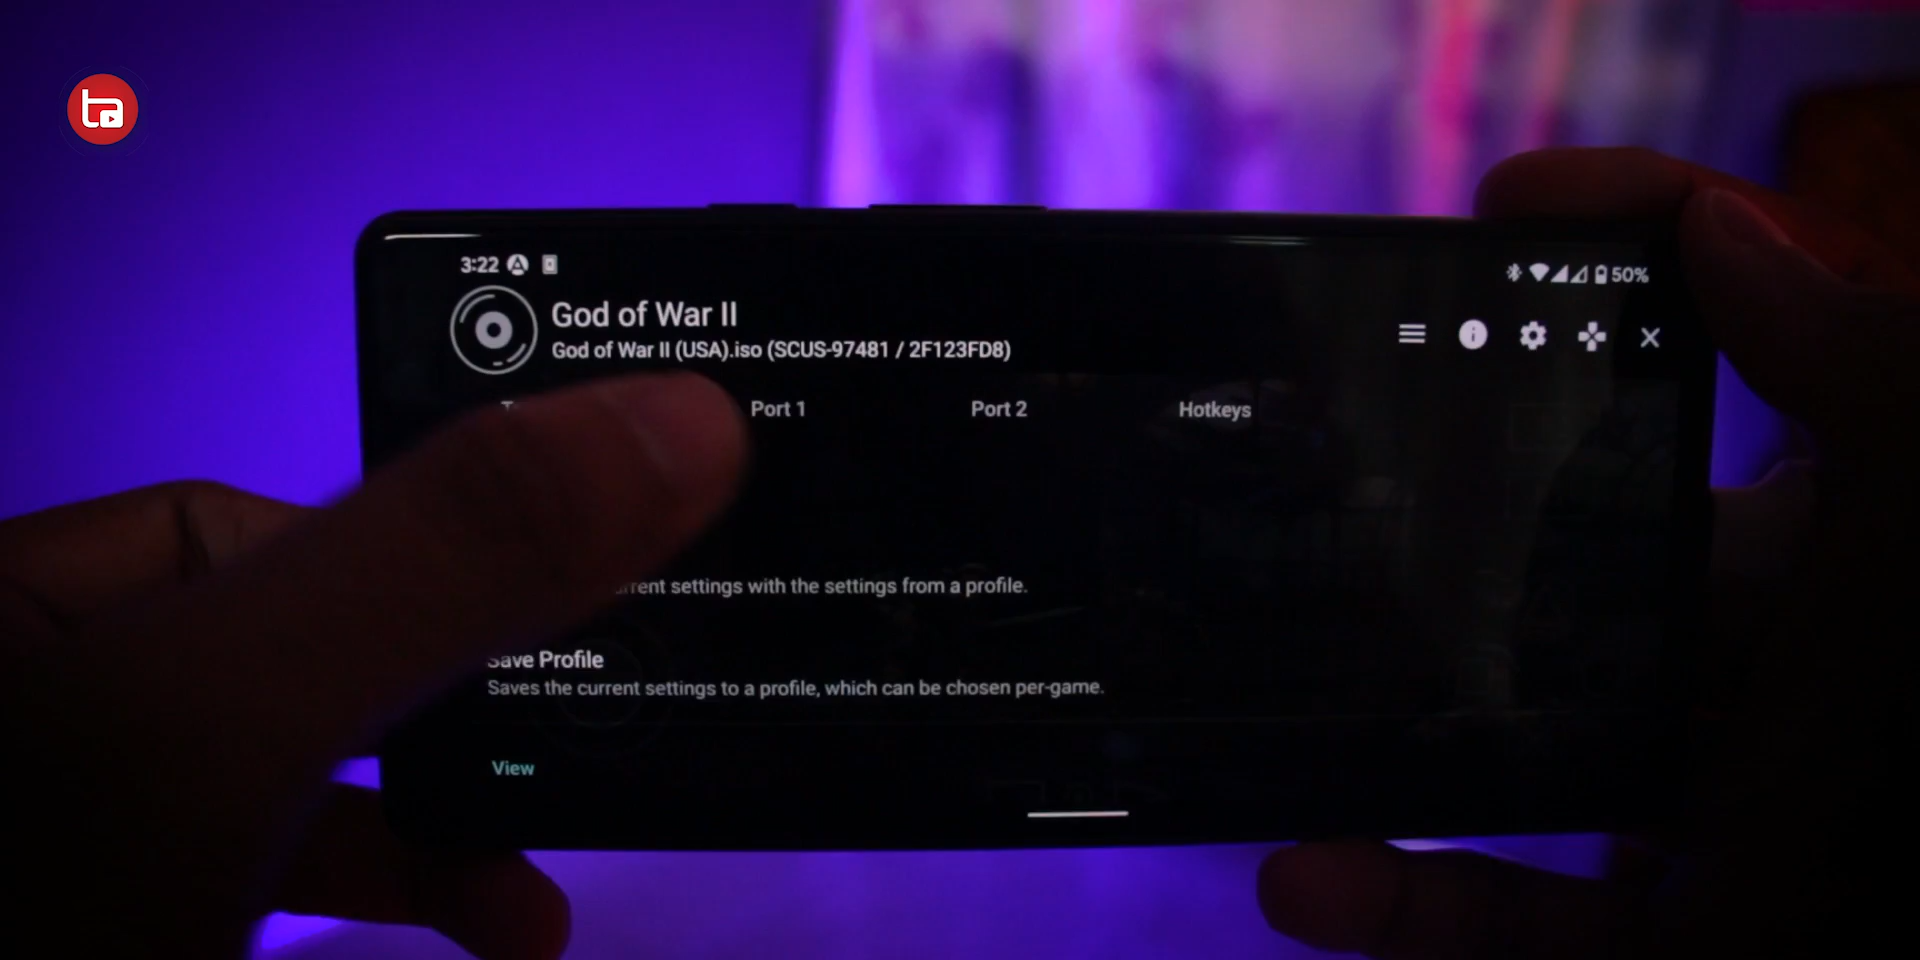 ta
3:22
50%
God of War II
God of War II (USA).iso (SCUS-97481 / 2F123FD8)
Port 1
Port 2
Hotkeys
settings with the settings from a profile.
Save Profile
Saves the current settings to a profile, which can be chosen per-game.
View